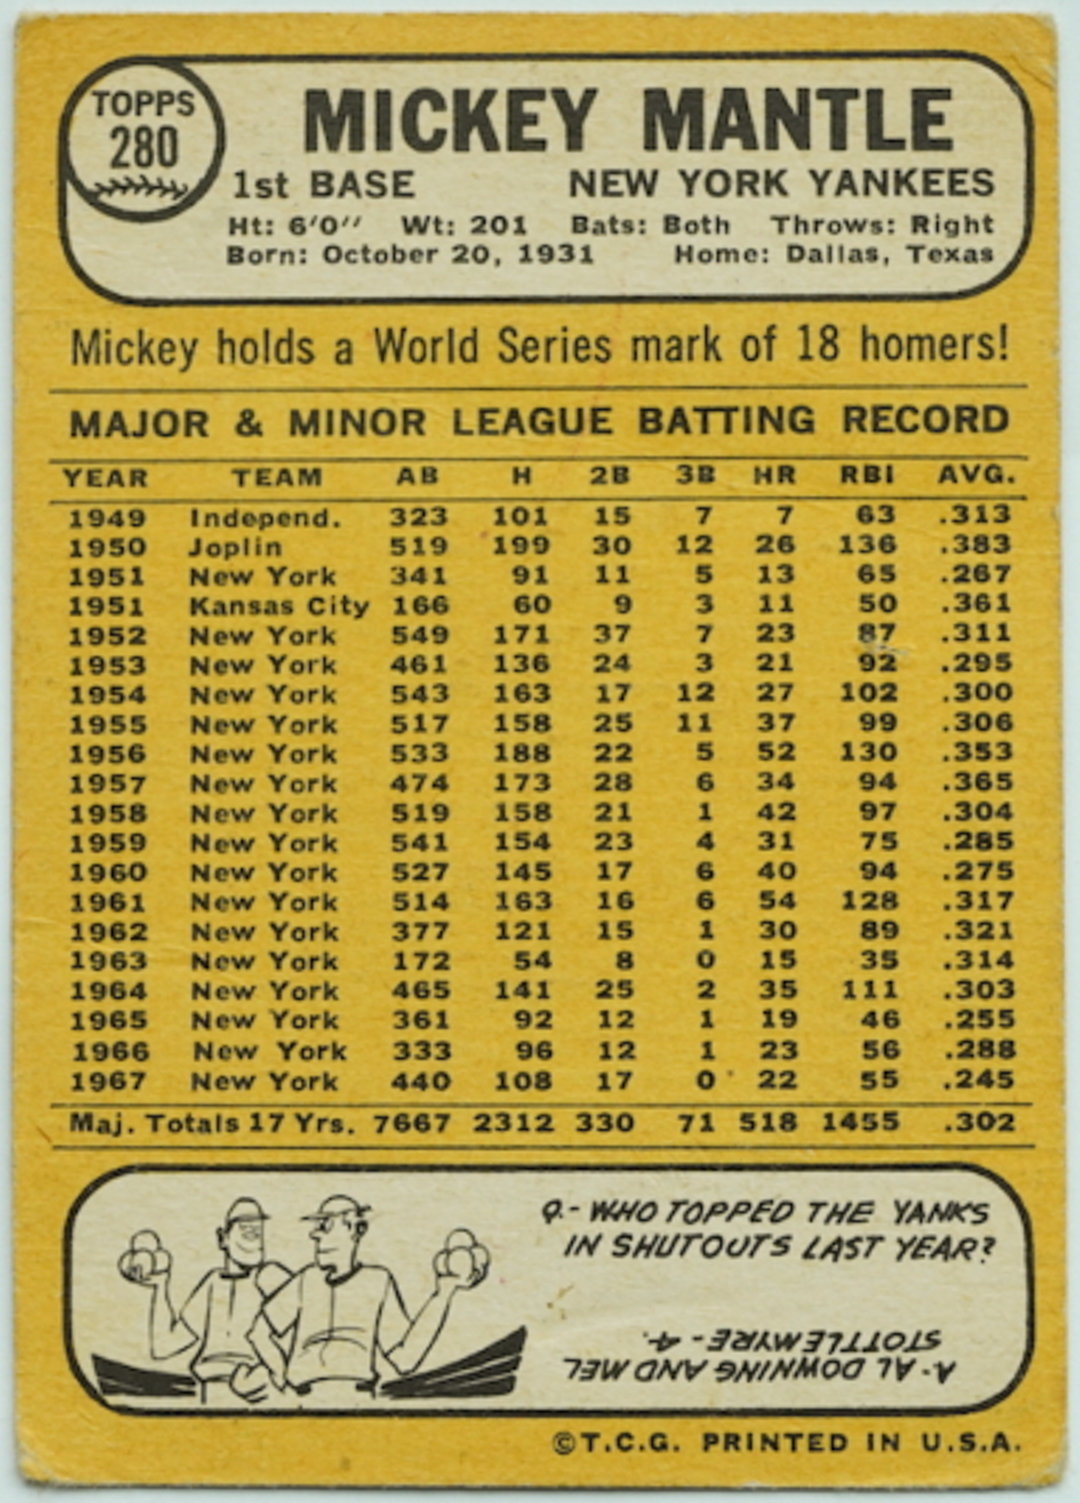 TOPPS
280
MICKEY MANTLE
1st BASE NEW YORK YANKEES
Ht: 6'0" Wt: 201 Bats: Both Throws: Right
Born: October 20, 1931 Home: Dallas, Texas
Mickey holds a World Series mark of 18 homers!
MAJOR & MINOR LEAGUE BATTING RECORD
YEAR TEAM AB H 2B 3B HR RBI AVG.
1949 Independ. 323 101 15 7 7 63 .313
1950 Joplin 519 199 30 12 26 136 .383
1951 New York 341 91 11 5 13 65 .267
1951 Kansas City 166 60 9 3 11 50 .361
1952 New York 549 171 37 7 23 87 .311
1953 New York 461 136 24 3 21 92 .295
1954 New York 543 163 17 12 27 102 .300
1955 New York 517 158 25 11 37 99 .306
1956 New York 533 188 22 5 52 130 .353
1957 New York 474 173 28 6 34 94 .365
1958 New York 519 158 21 1 42 97 .304
1959 New York 541 154 23 4 31 75 .285
1960 New York 527 145 17 6 40 94 .275
1961 New York 514 163 16 6 54 128 .317
1962 New York 377 121 15 1 30 89 .321
1963 New York 172 54 8 0 15 35 .314
1964 New York 465 141 25 2 35 111 .303
1965 New York 361 92 12 1 19 46 .255
1966 New York 333 96 12 1 23 56 .288
1967 New York 440 108 17 0 22 55 .245
Maj. Totals 17 Yrs. 7667 2312 330 71 518 1455 .302
Q.- WHO TOPPED THE YANKS
IN SHUTOUTS LAST YEAR?
A.- AL DOWNING AND MEL
STOTTLEMYRE - 4.
©T.C.G. PRINTED IN U.S.A.